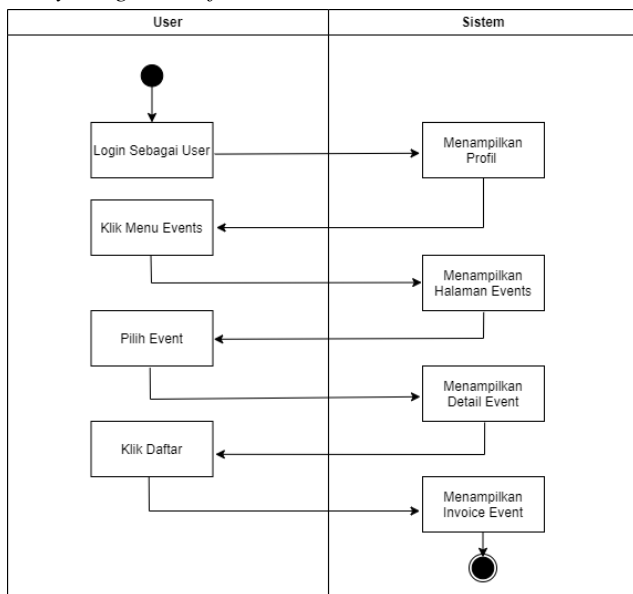 User
Sistem
Login Sebagai User
Menampilkan
Profil
Klik Menu Events
Menampilkan
Halaman Events
Pilih Event
Menampilkan
Detail Event
Klik Daftar
Menampilkan
Invoice Event